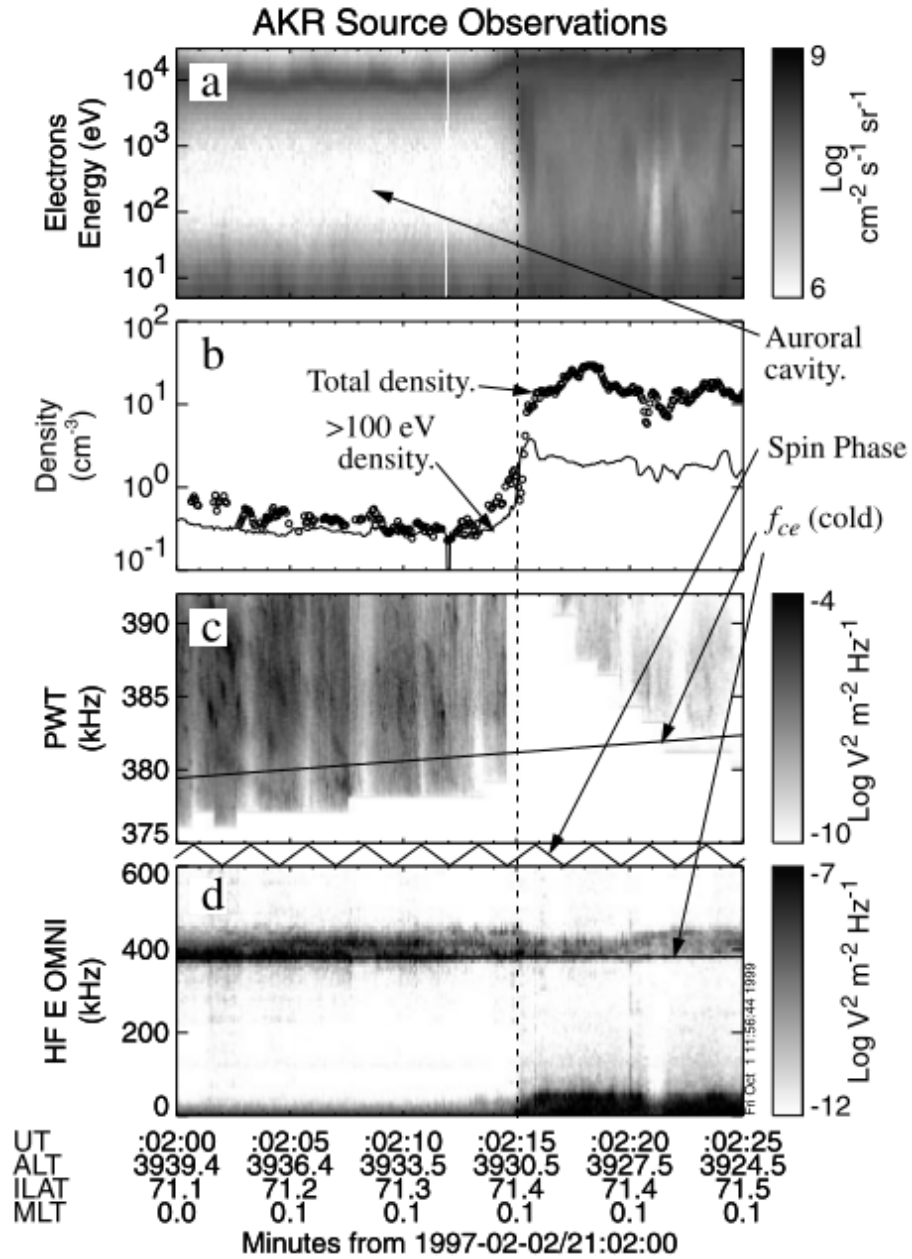 AKR Source Observations
a
10^4
10^3
10^2
10^1
Electrons
Energy (eV)
9
6
Log
cm^-2 s^-1 sr^-1
b
10^2
10^1
10^0
10^-1
Density
(cm^-3)
Total density.
>100 eV
density.
Auroral
cavity.
Spin Phase
f_ce (cold)
c
390
385
380
375
PWT
(kHz)
-4
-10
Log V^2 m^-2 Hz^-1
d
600
400
200
0
HF E OMNI
(kHz)
-7
-12
Log V^2 m^-2 Hz^-1
Fri Oct 1 11:56:44 1999
UT :02:00 :02:05 :02:10 :02:15 :02:20 :02:25
ALT 3939.4 3936.4 3933.5 3930.5 3927.5 3924.5
ILAT 71.1 71.2 71.3 71.4 71.4 71.5
MLT 0.0 0.1 0.1 0.1 0.1 0.1
Minutes from 1997-02-02/21:02:00